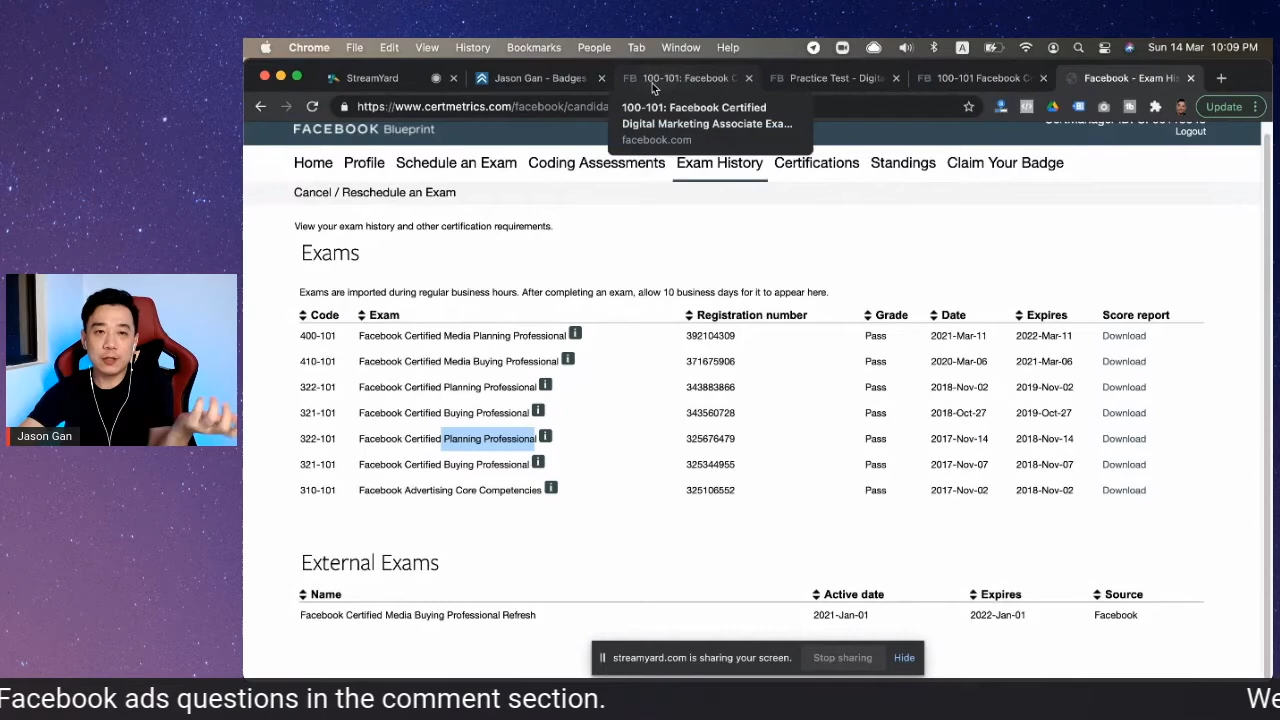 Chrome File Edit View History Bookmarks People Tab Window Help A Sun 14 Mar 10:09 PM
StreamYard Jason Gan - Badges FB 100-101: Facebook C FB Practice Test - Digita FB 100-101 Facebook Ce Facebook - Exam His
https://www.certmetrics.com/facebook/candida Update
100-101: Facebook Certified
Digital Marketing Associate Exa...
facebook.com
FACEBOOK Blueprint
Logout
Home Profile Schedule an Exam Coding Assessments Exam History Certifications Standings Claim Your Badge
Cancel / Reschedule an Exam
View your exam history and other certification requirements.
Exams
Exams are imported during regular business hours. After completing an exam, allow 10 business days for it to appear here.
Code Exam Registration number Grade Date Expires Score report
400-101 Facebook Certified Media Planning Professional i 392104309 Pass 2021-Mar-11 2022-Mar-11 Download
410-101 Facebook Certified Media Buying Professional i 371675906 Pass 2020-Mar-06 2021-Mar-06 Download
322-101 Facebook Certified Planning Professional i 343883866 Pass 2018-Nov-02 2019-Nov-02 Download
321-101 Facebook Certified Buying Professional i 343560728 Pass 2018-Oct-27 2019-Oct-27 Download
322-101 Facebook Certified Planning Professional i 325676479 Pass 2017-Nov-14 2018-Nov-14 Download
321-101 Facebook Certified Buying Professional i 325344955 Pass 2017-Nov-07 2018-Nov-07 Download
310-101 Facebook Advertising Core Competencies i 325106552 Pass 2017-Nov-02 2018-Nov-02 Download
External Exams
Name Active date Expires Source
Facebook Certified Media Buying Professional Refresh 2021-Jan-01 2022-Jan-01 Facebook
streamyard.com is sharing your screen. Stop sharing Hide
Jason Gan
Facebook ads questions in the comment section. We